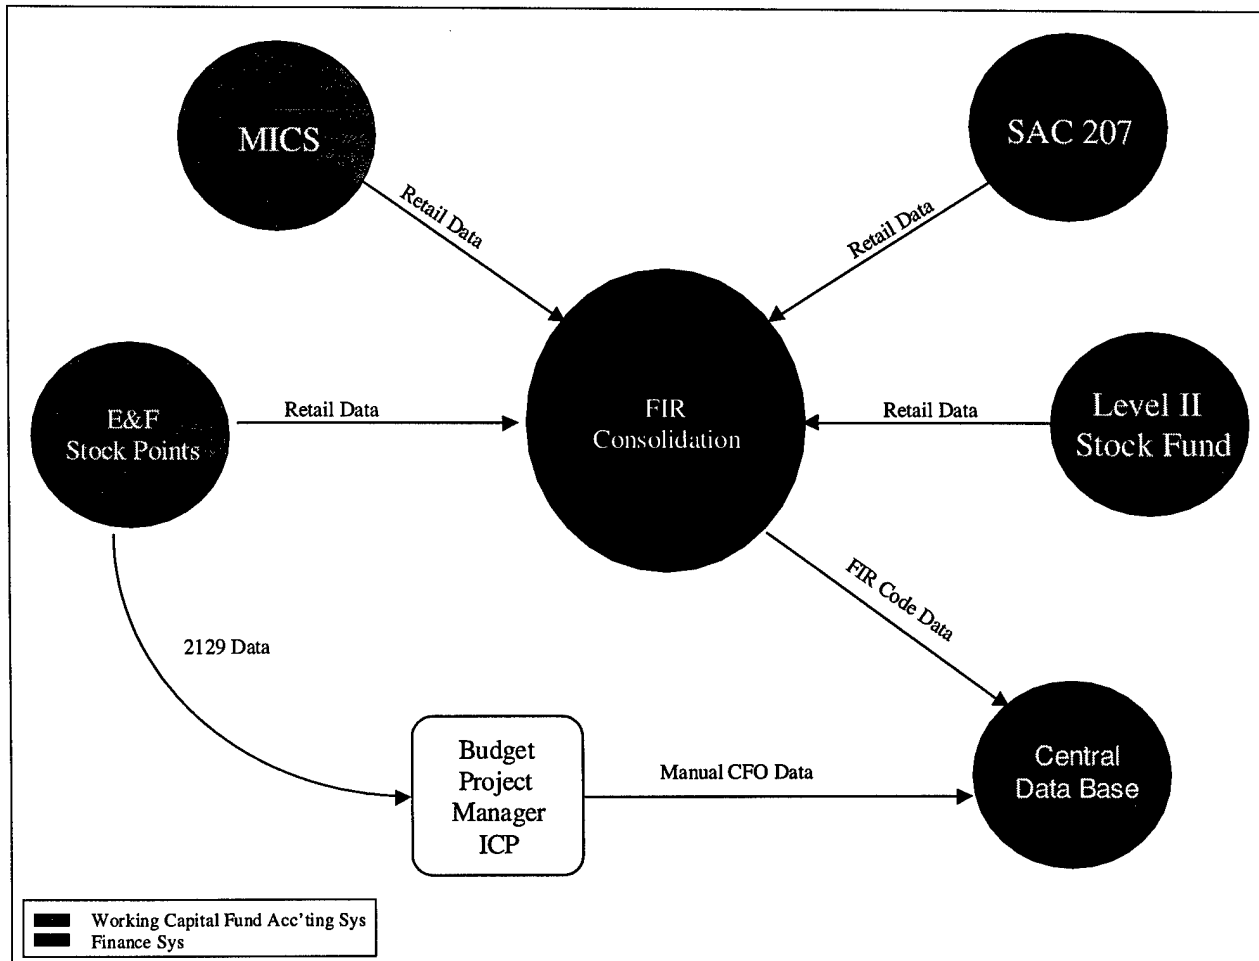 MICS
SAC 207
Retail Data
Retail Data
E&F
Stock Points
Retail Data
FIR
Consolidation
Retail Data
Level II
Stock Fund
FIR Code Data
2129 Data
Budget
Project
Manager
ICP
Manual CFO Data
Central
Data Base
Working Capital Fund Acc'ting Sys
Finance Sys